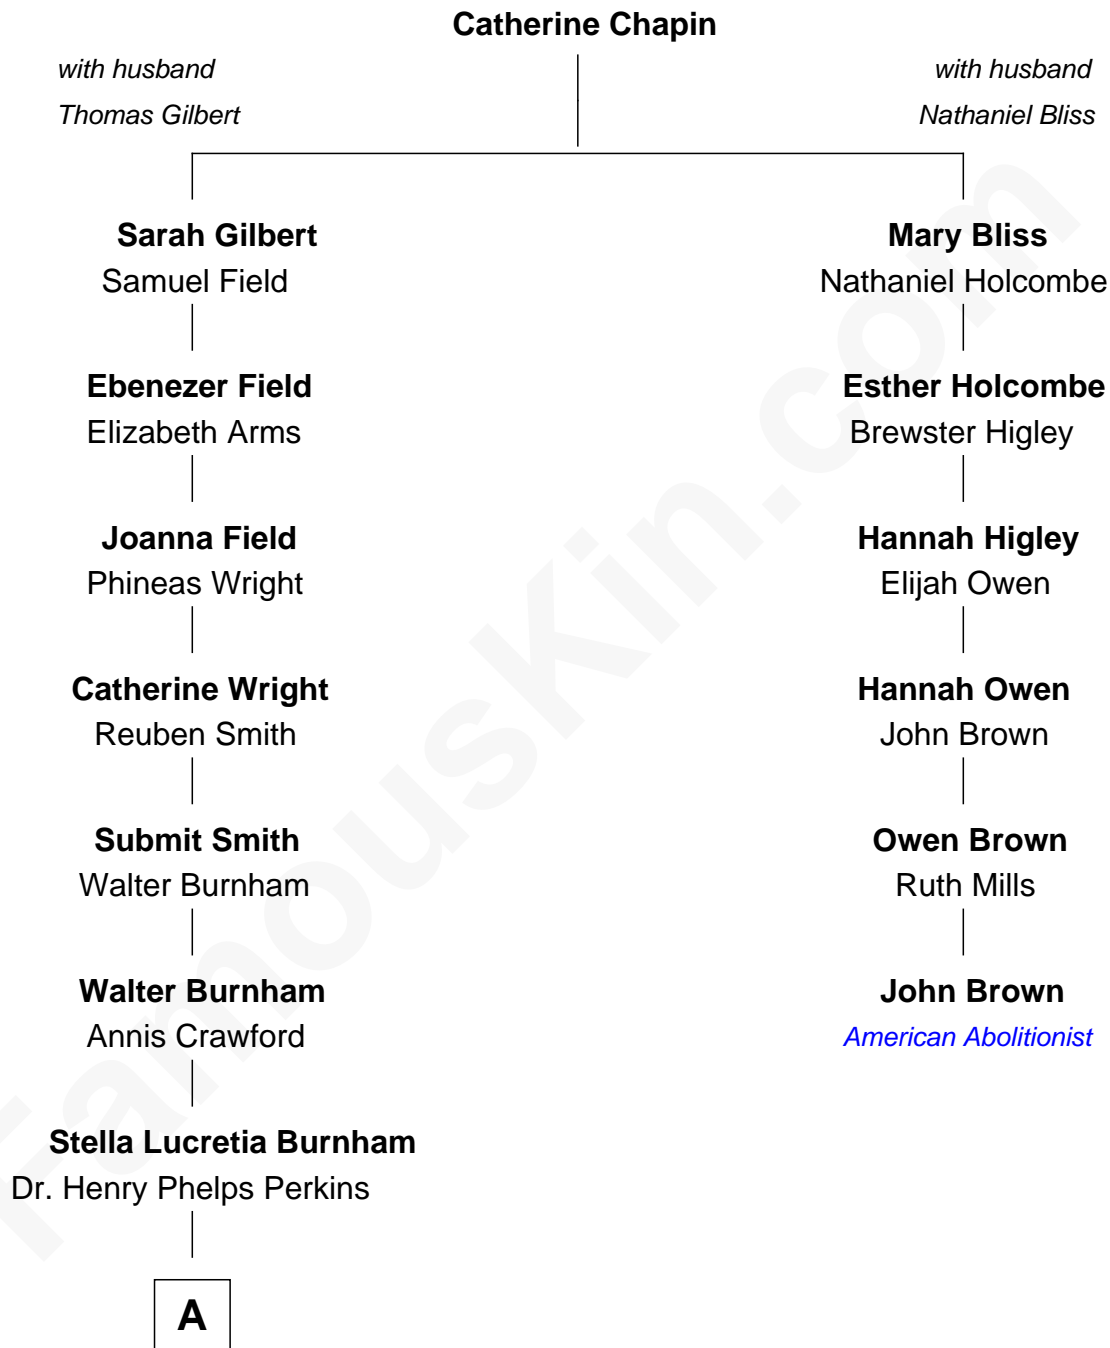 Catherine Chapin
with husband
Thomas Gilbert
with husband
Nathaniel Bliss
Sarah Gilbert
Samuel Field
Mary Bliss
Nathaniel Holcombe
Ebenezer Field
Elizabeth Arms
Esther Holcombe
Brewster Higley
Joanna Field
Phineas Wright
Hannah Higley
Elijah Owen
Catherine Wright
Reuben Smith
Hannah Owen
John Brown
Submit Smith
Walter Burnham
Owen Brown
Ruth Mills
Walter Burnham
Annis Crawford
John Brown
American Abolitionist
Stella Lucretia Burnham
Dr. Henry Phelps Perkins
A
FamousKin.com